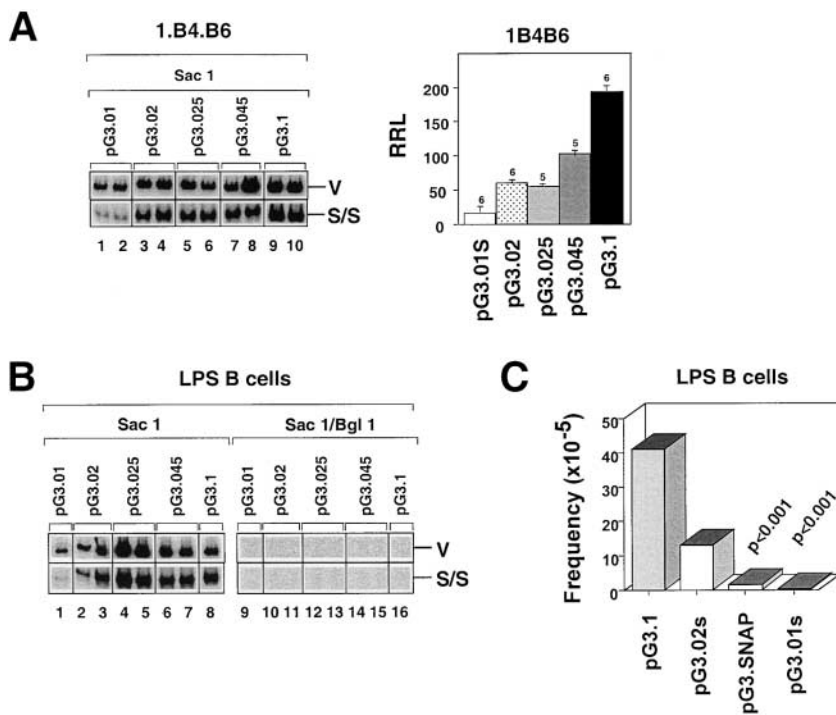 A
1.B4.B6
Sac 1
pG3.01 pG3.02 pG3.025 pG3.045 pG3.1
V
S/S
1 2 3 4 5 6 7 8 9 10
1B4B6
RRL
200
150
100
50
0
6 6 5 5 6
pG3.01S pG3.02 pG3.025 pG3.045 pG3.1
B
LPS B cells
Sac 1 Sac 1/Bgl 1
pG3.01 pG3.02 pG3.025 pG3.045 pG3.1 pG3.01 pG3.02 pG3.025 pG3.045 pG3.1
V
S/S
1 2 3 4 5 6 7 8 9 10 11 12 13 14 15 16
C
LPS B cells
Frequency (x10-5)
50
40
30
20
10
0
p<0.001 p<0.001
pG3.1 pG3.02s pG3.SNAP pG3.01s